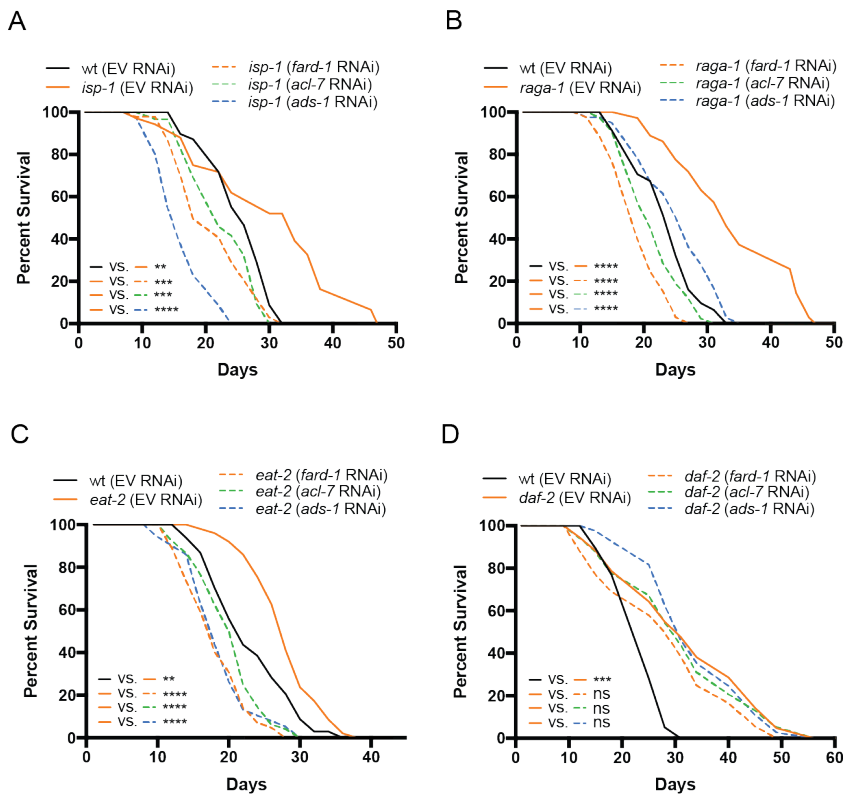 A
wt (EV RNAi)
isp-1 (EV RNAi)
isp-1 (fard-1 RNAi)
isp-1 (acl-7 RNAi)
isp-1 (ads-1 RNAi)
Percent Survival
100
80
60
40
20
0
VS. **
VS. ***
VS. ***
VS. ****
0 10 20 30 40 50
Days
B
wt (EV RNAi)
raga-1 (EV RNAi)
raga-1 (fard-1 RNAi)
raga-1 (acl-7 RNAi)
raga-1 (ads-1 RNAi)
Percent Survival
100
80
60
40
20
0
VS. ****
VS. ****
VS. ****
VS. ****
0 10 20 30 40 50
Days
C
wt (EV RNAi)
eat-2 (EV RNAi)
eat-2 (fard-1 RNAi)
eat-2 (acl-7 RNAi)
eat-2 (ads-1 RNAi)
Percent Survival
100
80
60
40
20
0
VS. **
VS. ****
VS. ****
VS. ****
0 10 20 30 40
Days
D
wt (EV RNAi)
daf-2 (EV RNAi)
daf-2 (fard-1 RNAi)
daf-2 (acl-7 RNAi)
daf-2 (ads-1 RNAi)
Percent Survival
100
80
60
40
20
0
VS. ***
VS. ns
VS. ns
VS. ns
0 10 20 30 40 50 60
Days